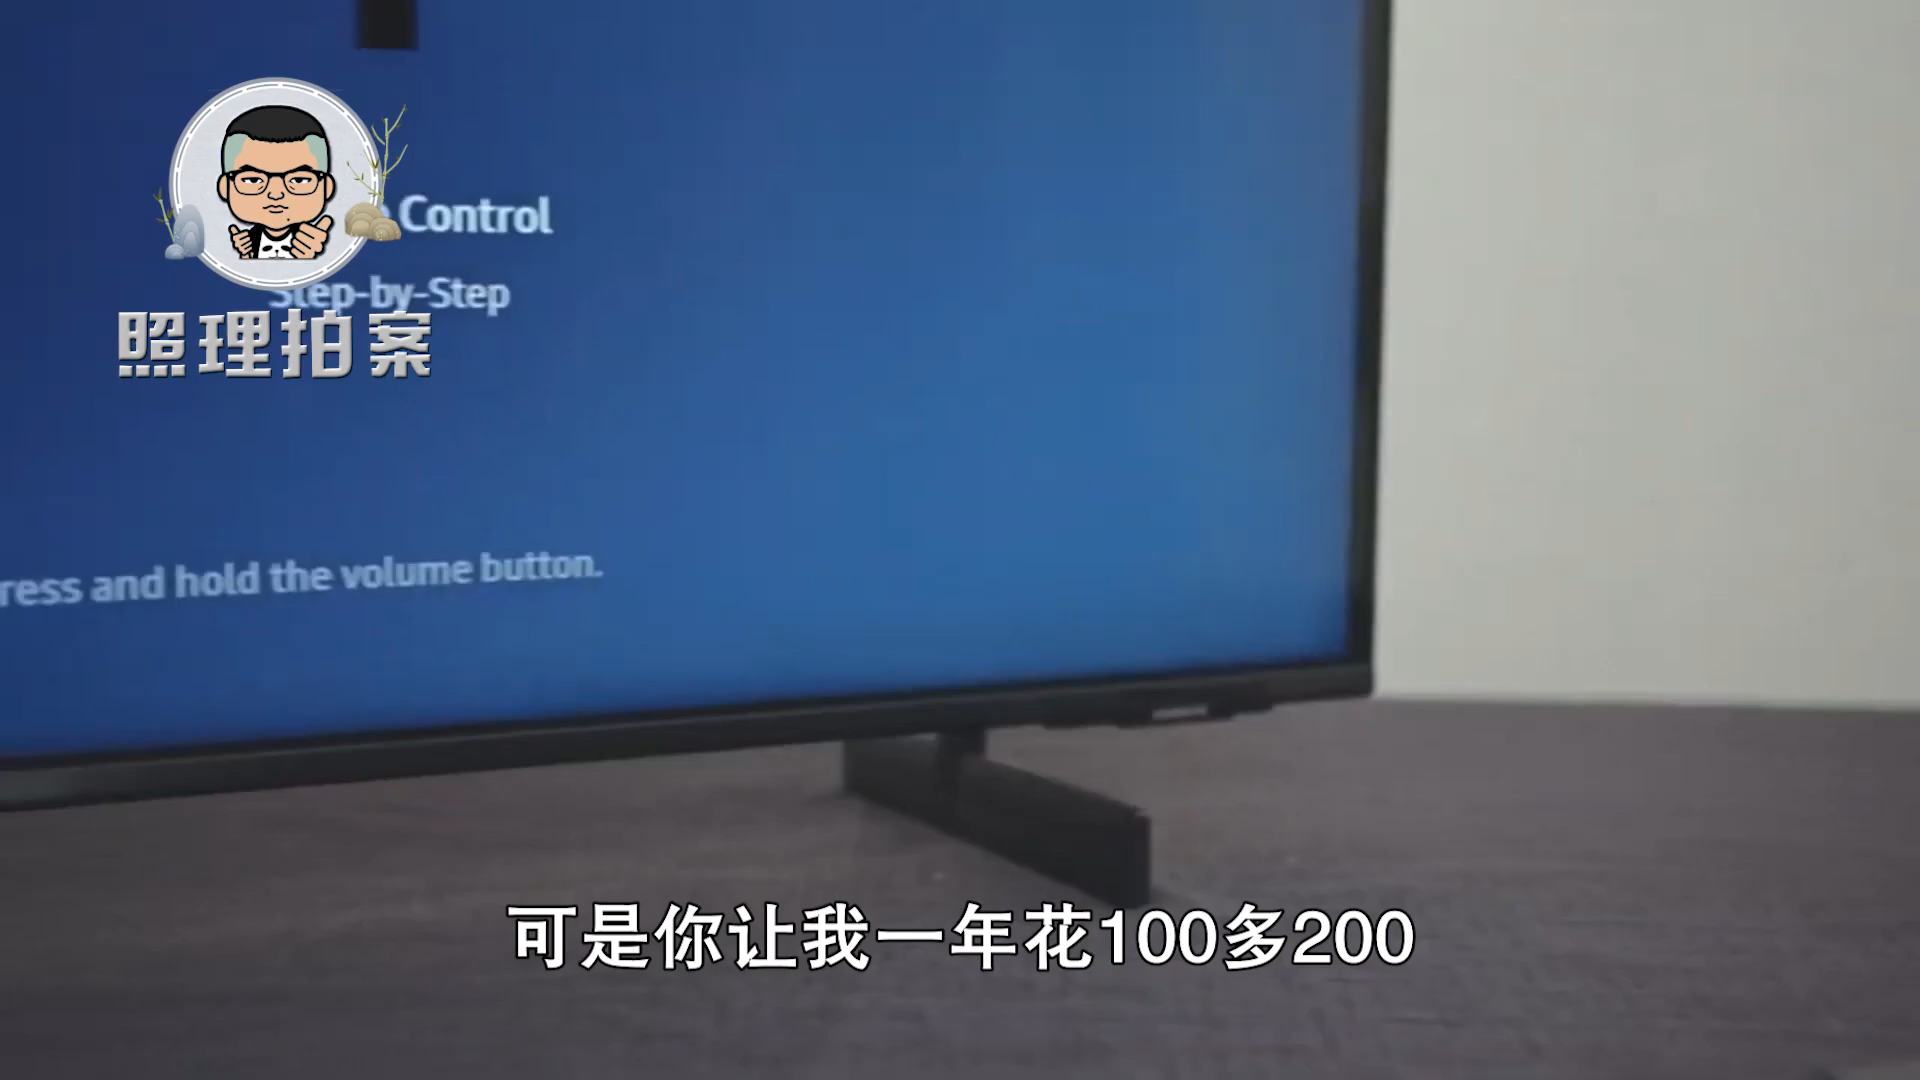 Control
Step-by-Step
照理拍案
ress and hold the volume button.
可是你让我一年花100多200